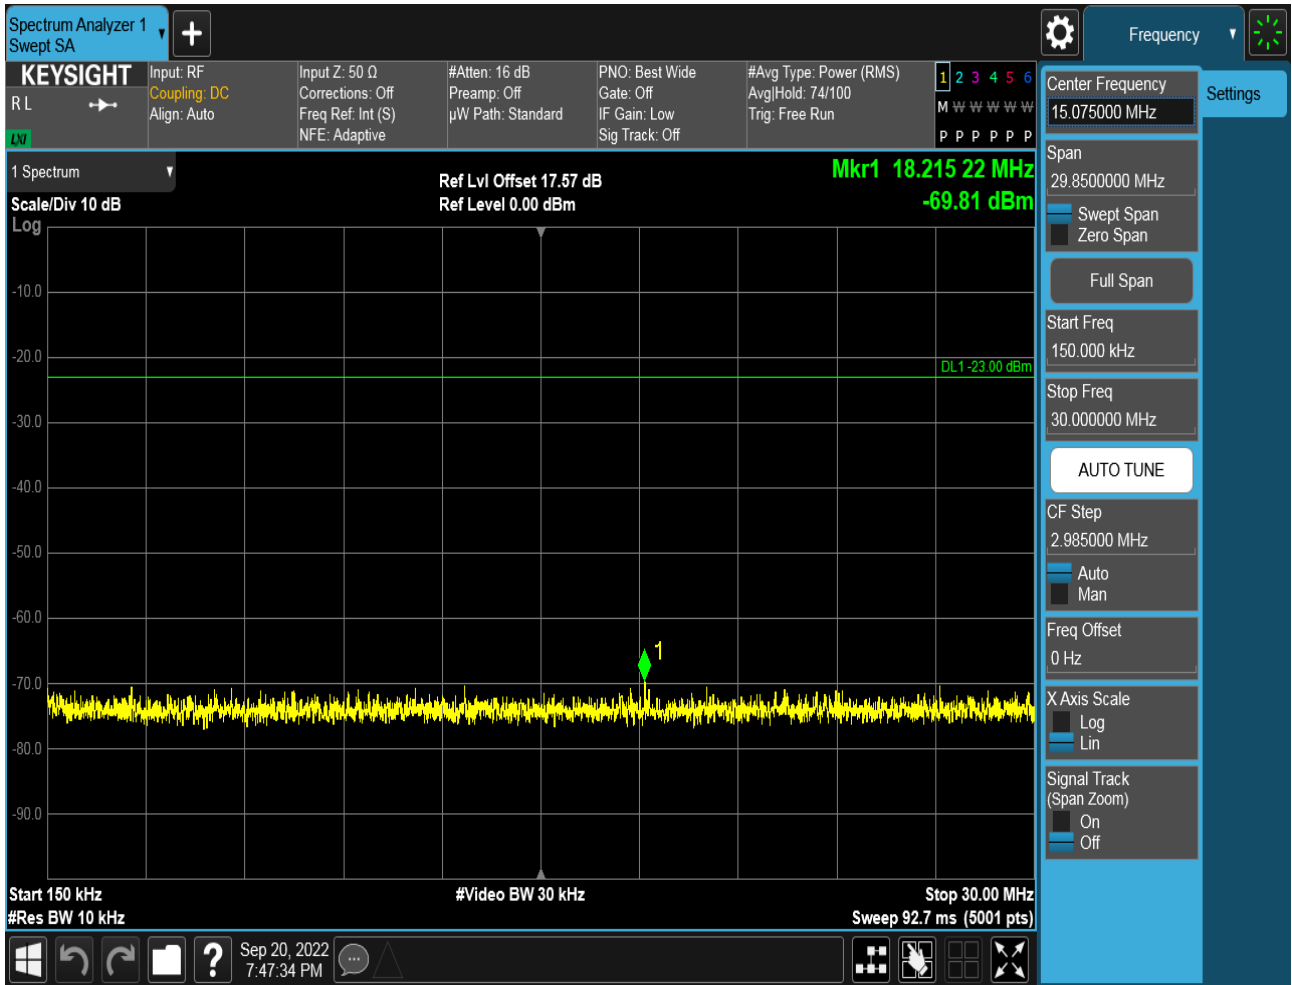 Spectrum Analyzer 1
Swept SA
Frequency
KEYSIGHT
R L
LXI
Input: RF
Coupling: DC
Align: Auto
Input Z: 50 Ω
Corrections: Off
Freq Ref: Int (S)
NFE: Adaptive
#Atten: 16 dB
Preamp: Off
µW Path: Standard
PNO: Best Wide
Gate: Off
IF Gain: Low
Sig Track: Off
#Avg Type: Power (RMS)
Avg|Hold: 74/100
Trig: Free Run
1 2 3 4 5 6
M W W W W W
P P P P P P
1 Spectrum
Scale/Div 10 dB
Log
Ref Lvl Offset 17.57 dB
Ref Level 0.00 dBm
Mkr1 18.215 22 MHz
-69.81 dBm
-10.0
-20.0
DL1 -23.00 dBm
-30.0
-40.0
-50.0
-60.0
1
-70.0
-80.0
-90.0
Start 150 kHz
#Res BW 10 kHz
#Video BW 30 kHz
Stop 30.00 MHz
Sweep 92.7 ms (5001 pts)
Center Frequency
15.075000 MHz
Settings
Span
29.8500000 MHz
Swept Span
Zero Span
Full Span
Start Freq
150.000 kHz
Stop Freq
30.000000 MHz
AUTO TUNE
CF Step
2.985000 MHz
Auto
Man
Freq Offset
0 Hz
X Axis Scale
Log
Lin
Signal Track
(Span Zoom)
On
Off
?
Sep 20, 2022
7:47:34 PM